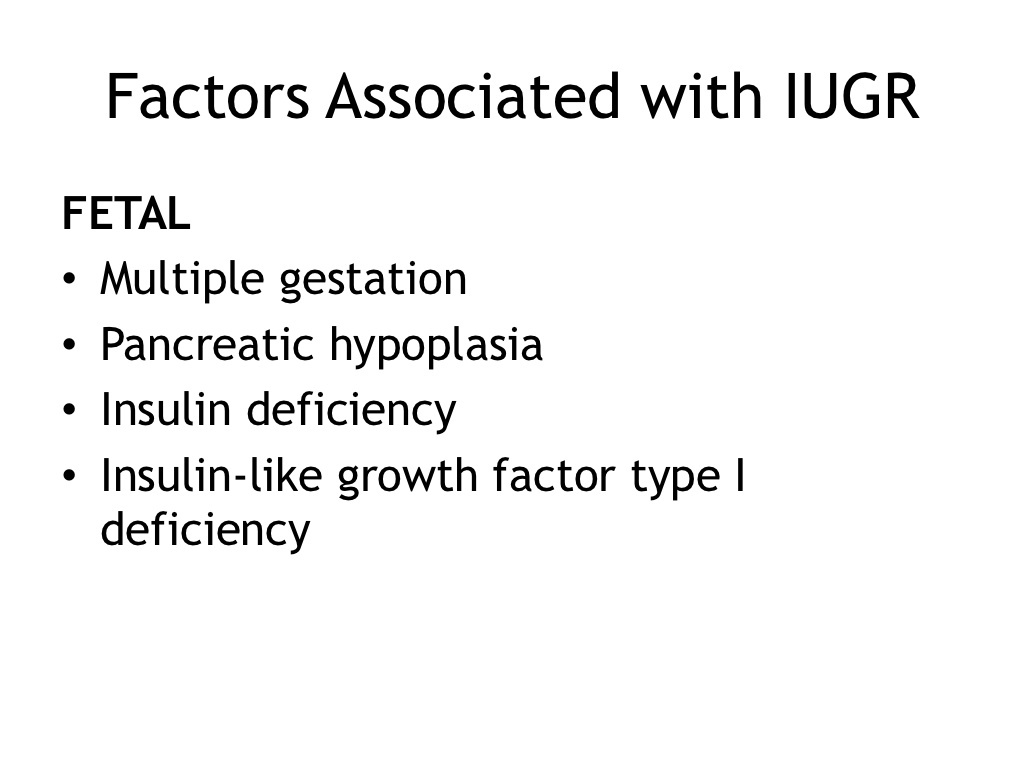 Factors Associated with IUGR
FETAL
• Multiple gestation
• Pancreatic hypoplasia
• Insulin deficiency
• Insulin-like growth factor type I
deficiency